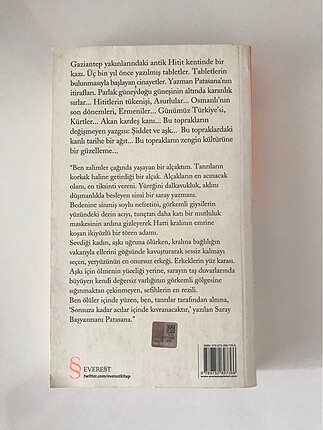 Gaziantep yakınlarındaki antik Hitit kentinde bir
kazı. Üç bin yıl önce yazılmış tabletler. Tabletlerin
bulunmasıyla başlayan cinayetler. Yazman Patasana'nın
itirafları. Parlak güneydoğu güneşinin altında karanlık
sırlar... Hititlerin tükenişi, Asurlular... Osmanlı'nın
son dönemleri, Ermeniler... Günümüz Türkiye'si,
Kürtler... Akan kardeş kanı... Bu toprakların
değişmeyen yazgısı: Şiddet ve aşk... Bu topraklardaki
kanlı tarihe bir ağıt... Bu toprakların zengin kültürüne
bir güzelleme...
"Ben zalimler çağında yaşayan bir alçaktım. Tanrıların
korkak haline getirdiği bir alçak. Alçakların en acınacak
olanı, en tiksinti vereni. Yüreğini dalkavukluk, aklını
düşmanlıkla besleyen sinsi bir saray yazmanı.
Bedenine sinmiş soylu nefretini, görkemli giysilerin
yüzündeki derin acıyı, tunçtan daha katı bir mutluluk
maskesinin ardına gizleyerek Hatti kralının emrine
koşan ikiyüzlü bir tören adamı.
Sevdiği kadın, aşkı uğruna ölürken, krallığa bağlılığın
vakarıyla ellerini göğsünde kavuşturarak sessiz kalmayı
seçen, yeryüzünün en onursuz erkeği. Erkeklerin yüz karası.
Aşkı için ölmenin yüceliği yerine, sarayın taş duvarlarında
büyüyen kendi değersiz varlığının görkemli gölgesine
sığınmaktan çekinmeyen, sefihlerin en rezili.
Ben ölüler içinde yüzen, ben, tanrılar tarafından alnına,
'Sonsuza kadar acılar içinde kıvranacaktır,' yazılan Saray
Başyazmanı Patasana."
EVEREST
twitter.com/everestkitap